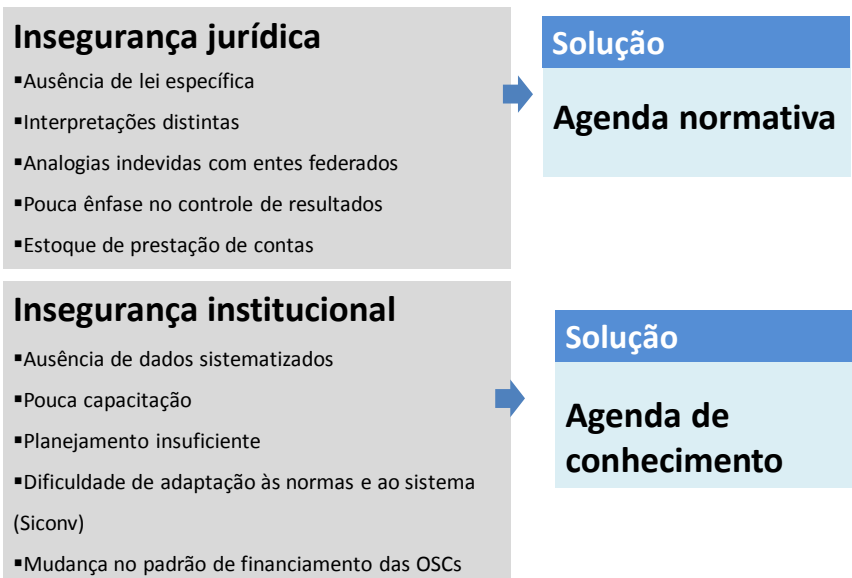 Insegurança jurídica
▪Ausência de lei específica
▪Interpretações distintas
▪Analogias indevidas com entes federados
▪Pouca ênfase no controle de resultados
▪Estoque de prestação de contas
Solução
Agenda normativa
Insegurança institucional
▪Ausência de dados sistematizados
▪Pouca capacitação
▪Planejamento insuficiente
▪Dificuldade de adaptação às normas e ao sistema
(Siconv)
▪Mudança no padrão de financiamento das OSCs
Solução
Agenda de
conhecimento